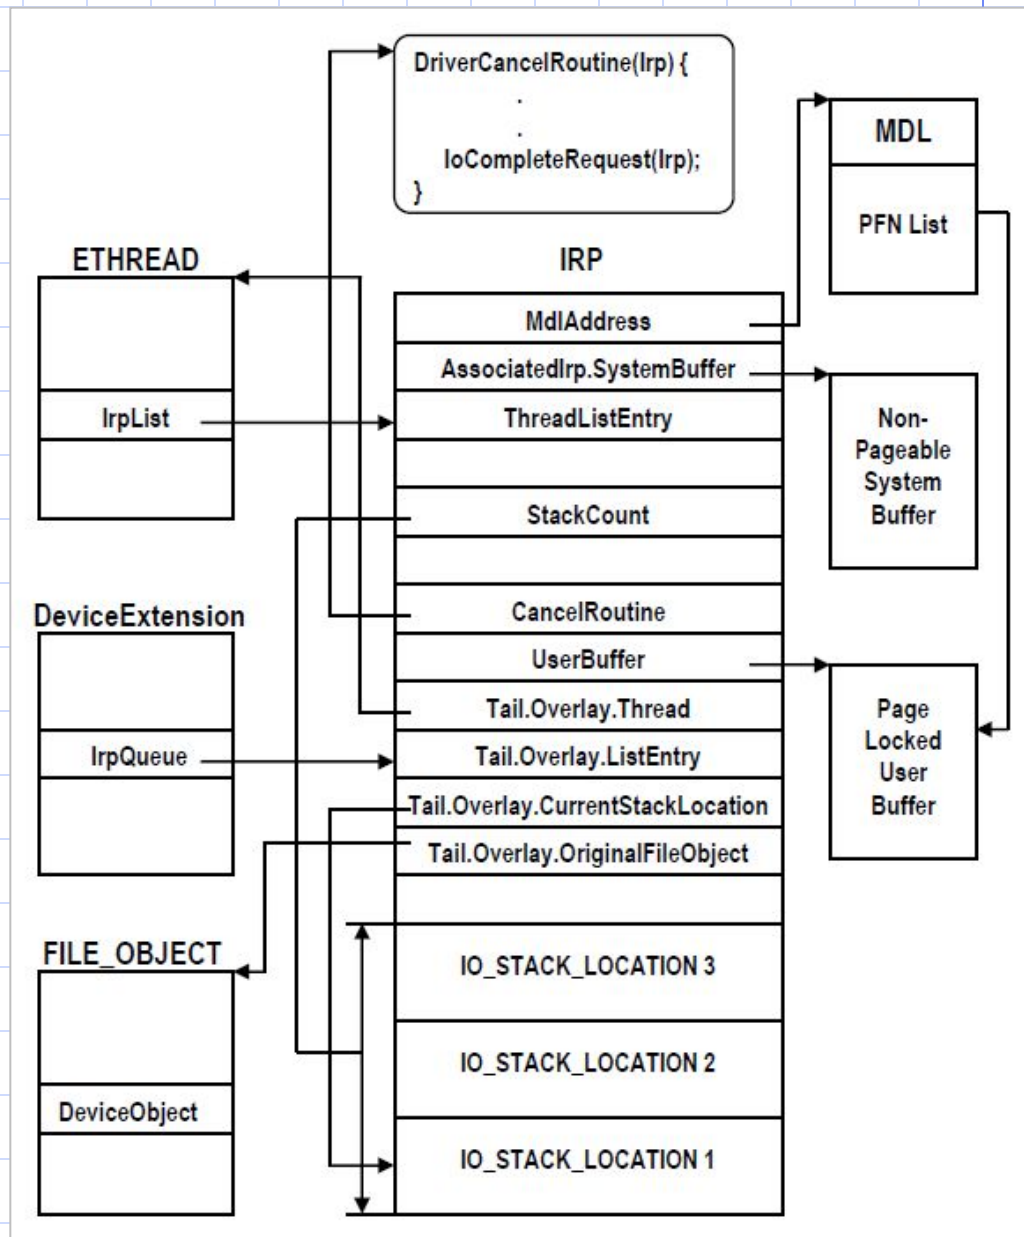 DriverCancelRoutine(Irp) {
.
.
IoCompleteRequest(Irp);
}
MDL
PFN List
ETHREAD
IrpList
IRP
MdlAddress
AssociatedIrp.SystemBuffer
ThreadListEntry
StackCount
CancelRoutine
UserBuffer
Tail.Overlay.Thread
Tail.Overlay.ListEntry
Tail.Overlay.CurrentStackLocation
Tail.Overlay.OriginalFileObject
IO_STACK_LOCATION 3
IO_STACK_LOCATION 2
IO_STACK_LOCATION 1
Non-
Pageable
System
Buffer
DeviceExtension
IrpQueue
Page
Locked
User
Buffer
FILE_OBJECT
DeviceObject